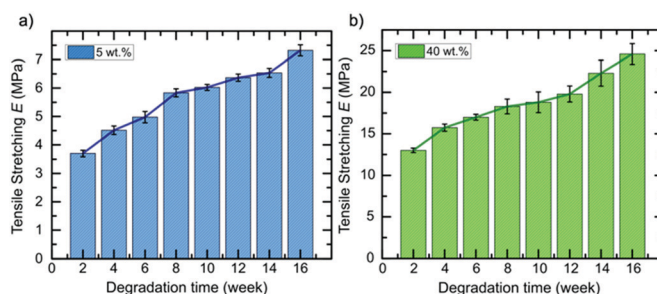 a)
5 wt.%
Tensile Stretching E (MPa)
7
6
5
4
3
2
1
0
0 2 4 6 8 10 12 14 16
Degradation time (week)
b)
40 wt.%
Tensile Stretching E (MPa)
25
20
15
10
5
0
0 2 4 6 8 10 12 14 16
Degradation time (week)